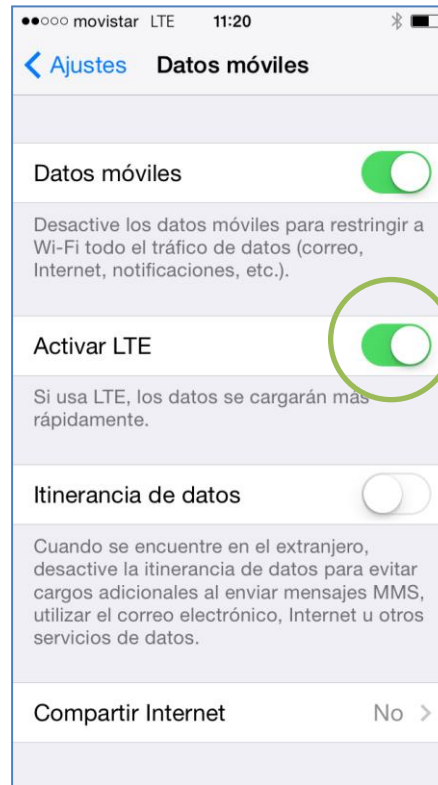 movistar LTE 11:20
Ajustes Datos móviles
Datos móviles
Desactive los datos móviles para restringir a
Wi-Fi todo el tráfico de datos (correo,
Internet, notificaciones, etc.).
Activar LTE
Si usa LTE, los datos se cargarán más
rápidamente.
Itinerancia de datos
Cuando se encuentre en el extranjero,
desactive la itinerancia de datos para evitar
cargos adicionales al enviar mensajes MMS,
utilizar el correo electrónico, Internet u otros
servicios de datos.
Compartir Internet No